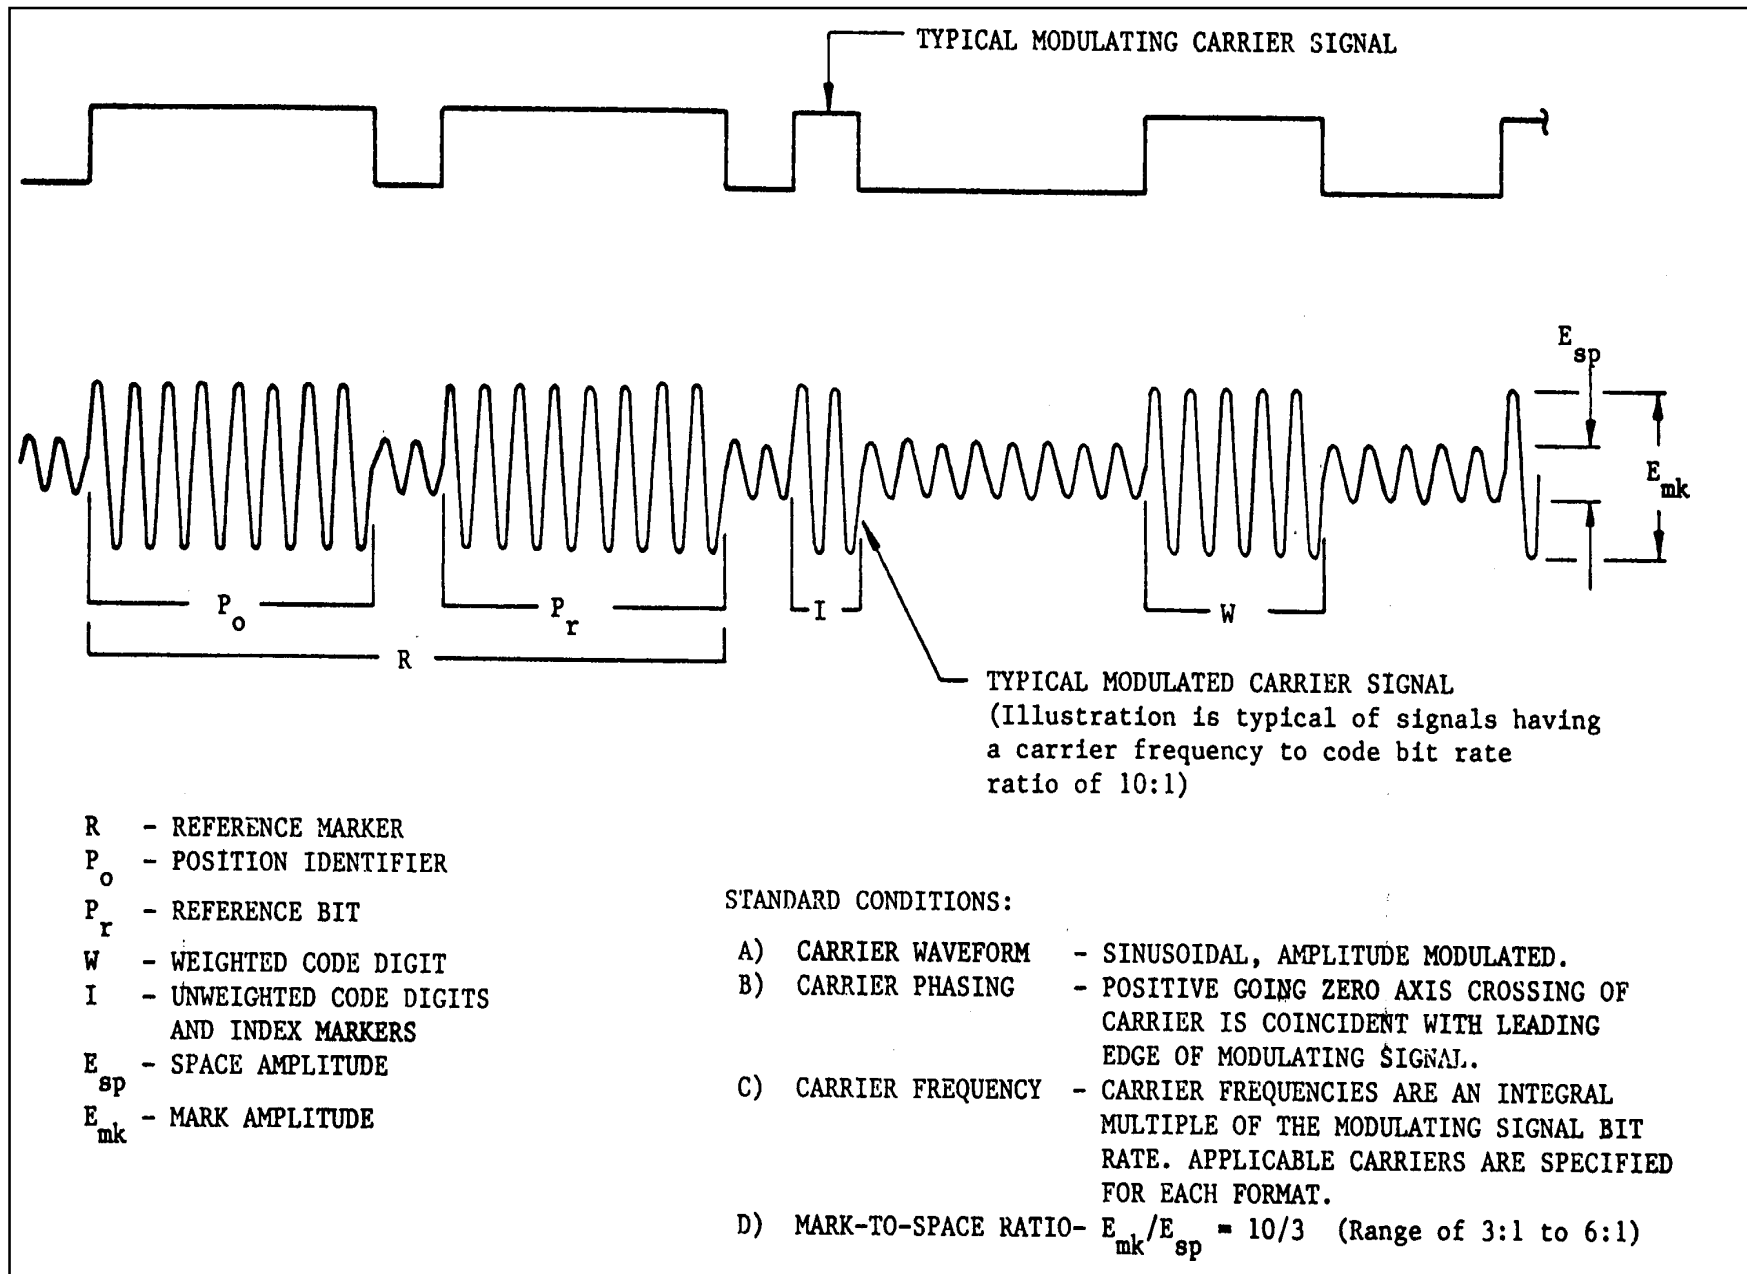 TYPICAL MODULATING CARRIER SIGNAL
E sp
E mk
P o
P r
I
W
R
TYPICAL MODULATED CARRIER SIGNAL
(Illustration is typical of signals having
a carrier frequency to code bit rate
ratio of 10:1)
R - REFERENCE MARKER
P o - POSITION IDENTIFIER
P r - REFERENCE BIT
W - WEIGHTED CODE DIGIT
I - UNWEIGHTED CODE DIGITS
AND INDEX MARKERS
E sp - SPACE AMPLITUDE
E mk - MARK AMPLITUDE
STANDARD CONDITIONS:
A) CARRIER WAVEFORM - SINUSOIDAL, AMPLITUDE MODULATED.
B) CARRIER PHASING - POSITIVE GOING ZERO AXIS CROSSING OF
CARRIER IS COINCIDENT WITH LEADING
EDGE OF MODULATING SIGNAL.
C) CARRIER FREQUENCY - CARRIER FREQUENCIES ARE AN INTEGRAL
MULTIPLE OF THE MODULATING SIGNAL BIT
RATE. APPLICABLE CARRIERS ARE SPECIFIED
FOR EACH FORMAT.
D) MARK-TO-SPACE RATIO- E mk/E sp = 10/3 (Range of 3:1 to 6:1)